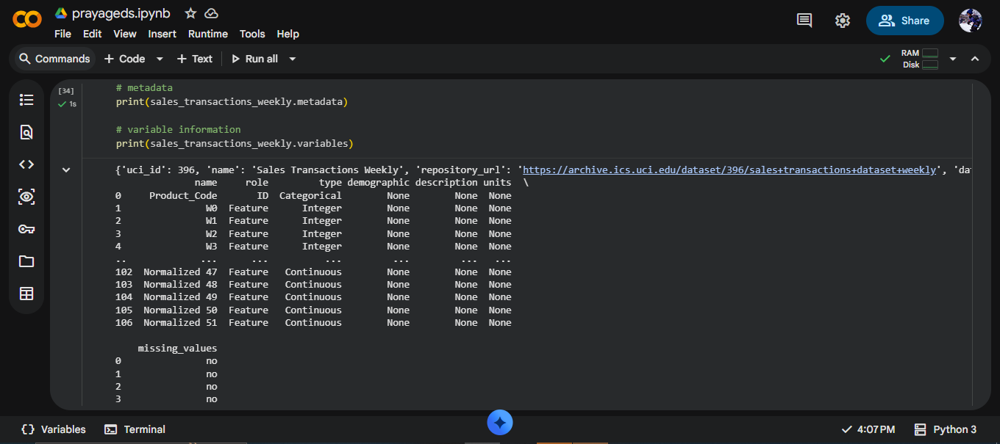 prayageds.ipynb
File Edit View Insert Runtime Tools Help
Share
Commands + Code + Text Run all
RAM
Disk
[34]
1s
# metadata
print(sales_transactions_weekly.metadata)
# variable information
print(sales_transactions_weekly.variables)
{'uci_id': 396, 'name': 'Sales Transactions Weekly', 'repository_url': 'https://archive.ics.uci.edu/dataset/396/sales+transactions+dataset+weekly', 'da
name role type demographic description units \
0 Product_Code ID Categorical None None None
1 W0 Feature Integer None None None
2 W1 Feature Integer None None None
3 W2 Feature Integer None None None
4 W3 Feature Integer None None None
.. ... ... ... ... ... ...
102 Normalized 47 Feature Continuous None None None
103 Normalized 48 Feature Continuous None None None
104 Normalized 49 Feature Continuous None None None
105 Normalized 50 Feature Continuous None None None
106 Normalized 51 Feature Continuous None None None
missing_values
0 no
1 no
2 no
3 no
{} Variables Terminal 4:07 PM Python 3